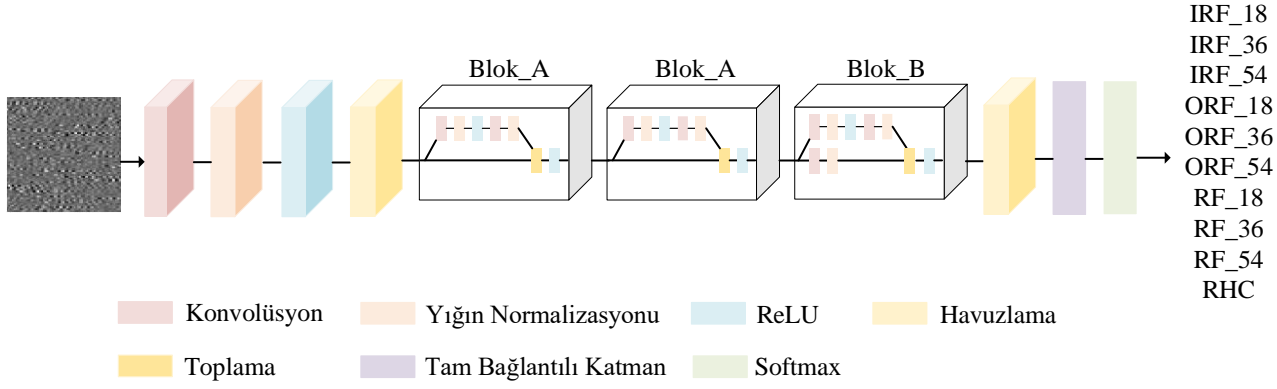 Blok_A
Blok_A
Blok_B
IRF_18
IRF_36
IRF_54
ORF_18
ORF_36
ORF_54
RF_18
RF_36
RF_54
RHC
Konvolüsyon
Yığın Normalizasyonu
ReLU
Havuzlama
Toplama
Tam Bağlantılı Katman
Softmax